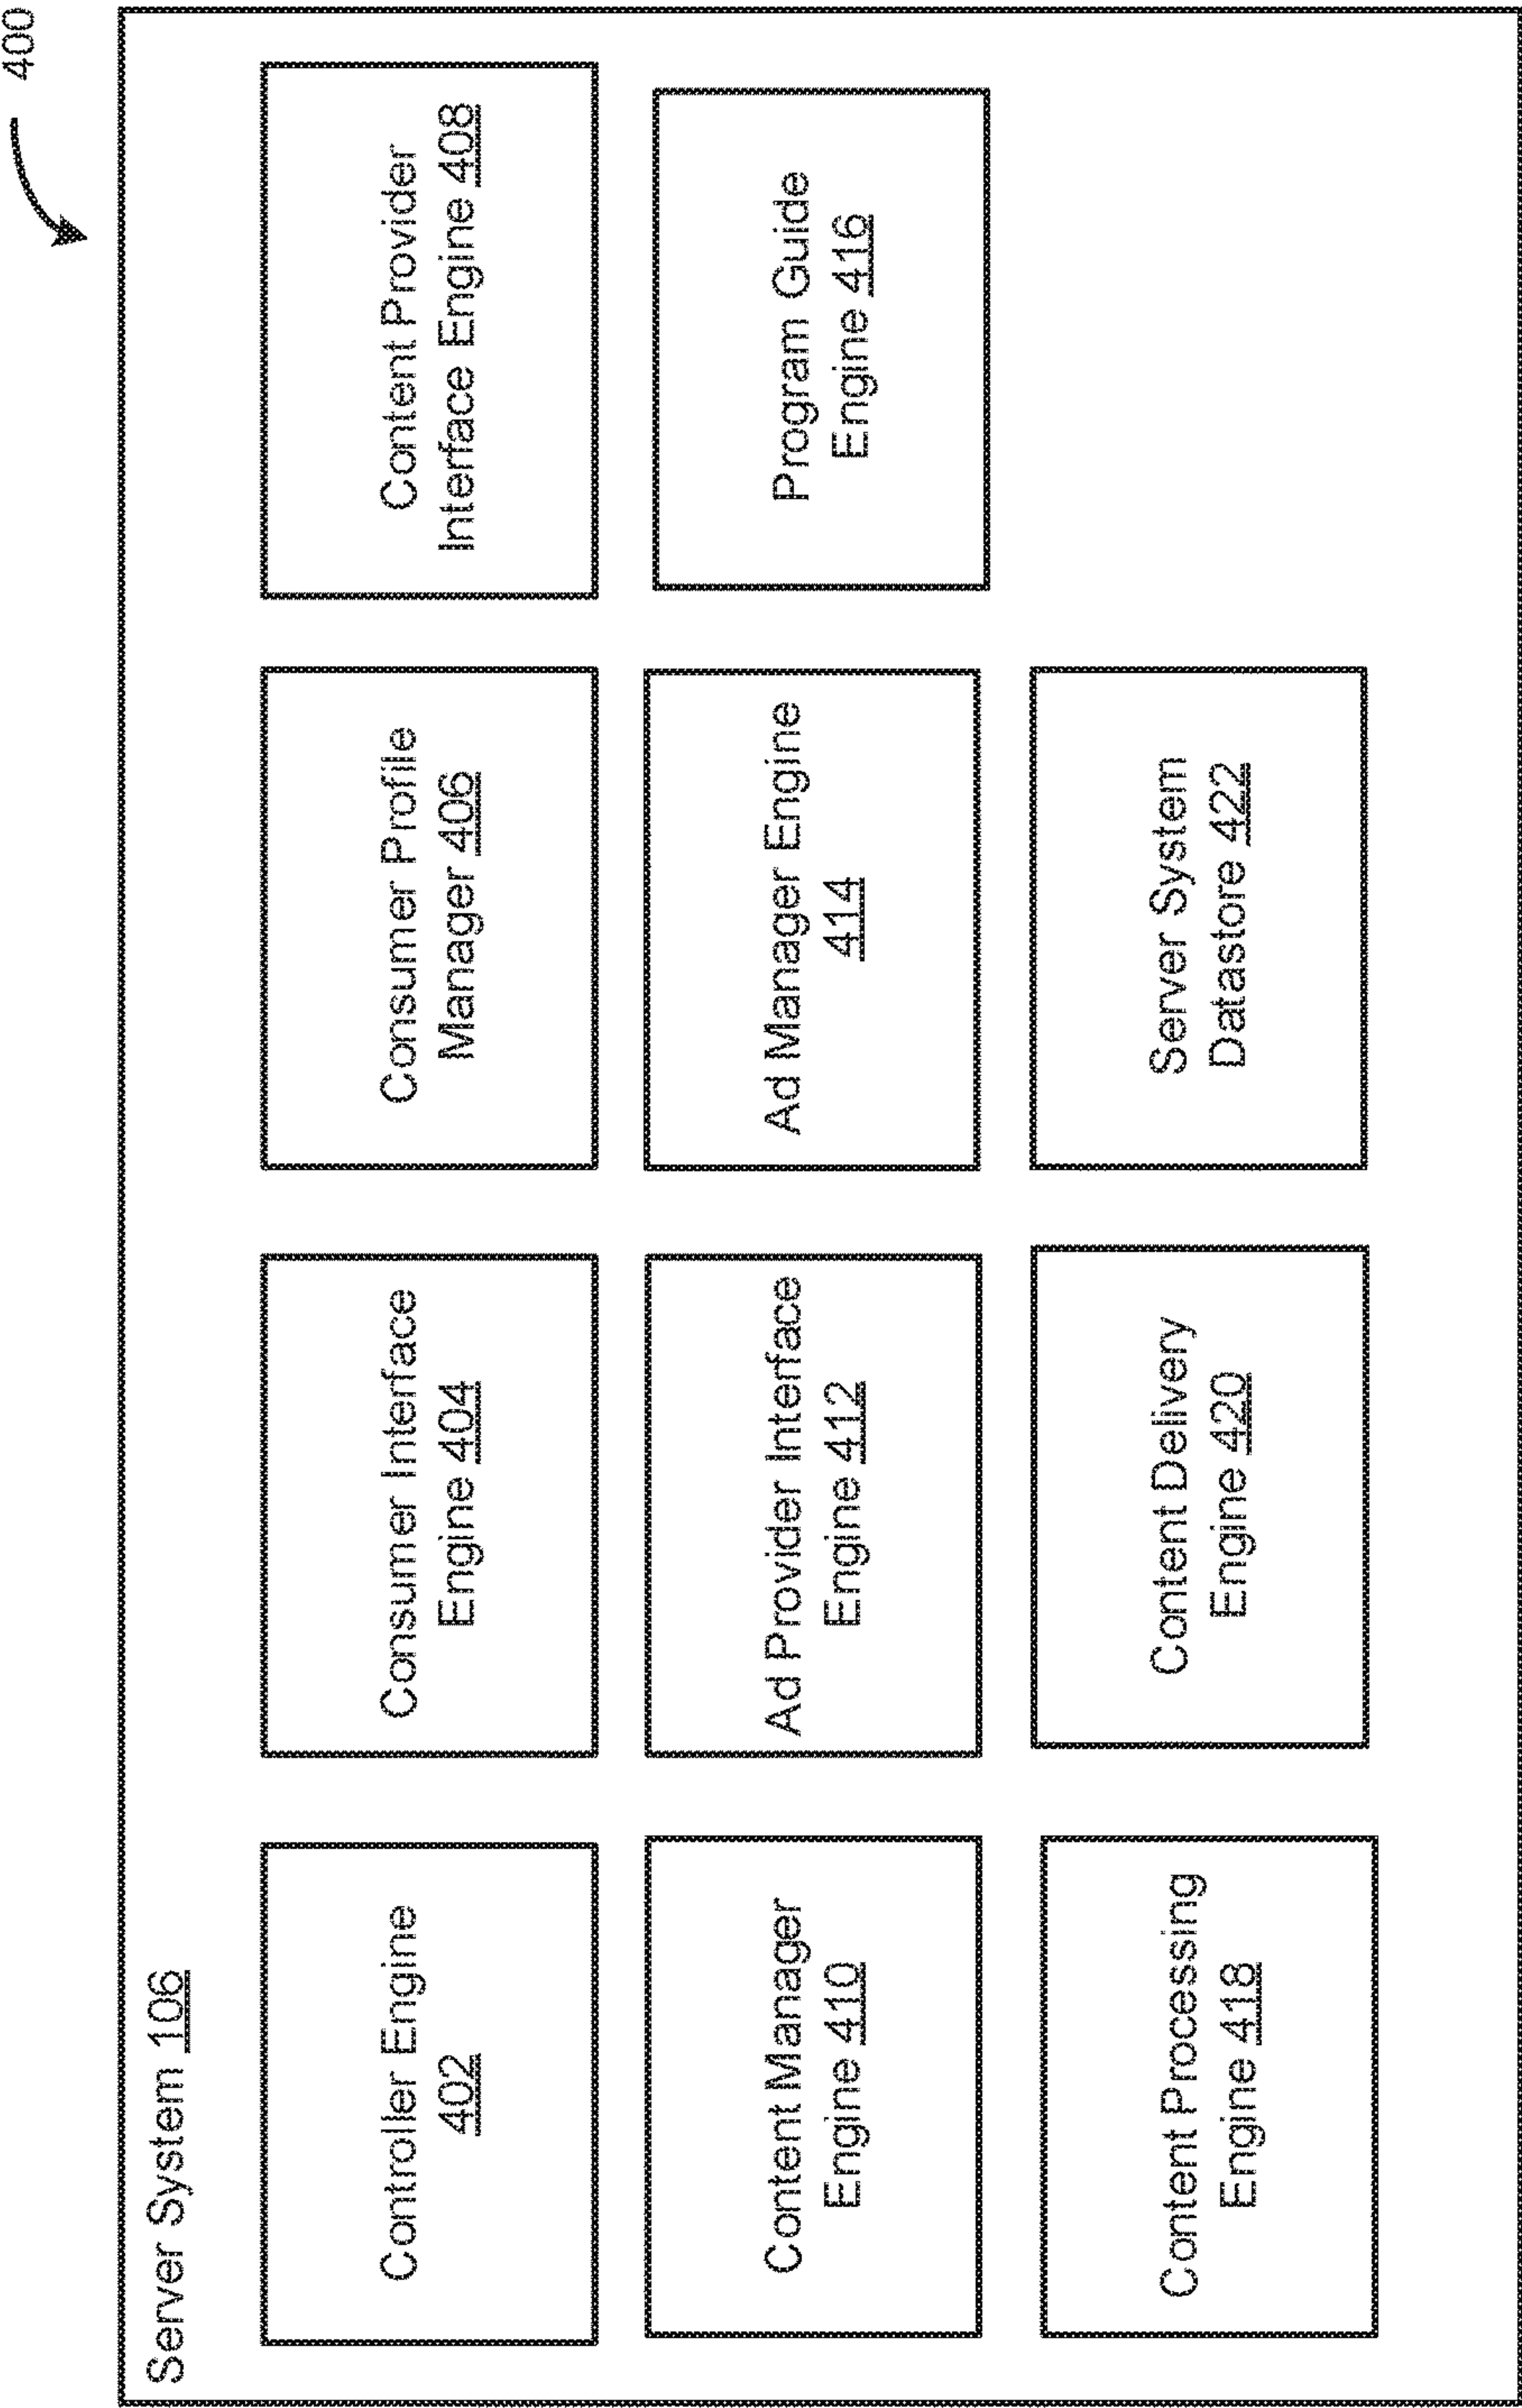 400
Server System 106
Controller Engine
402
Consumer Interface
Engine 404
Consumer Profile
Manager 406
Content Provider
Interface Engine 408
Content Manager
Engine 410
Ad Provider Interface
Engine 412
Ad Manager Engine
414
Program Guide
Engine 416
Content Processing
Engine 418
Content Delivery
Engine 420
Server System
Datastore 422